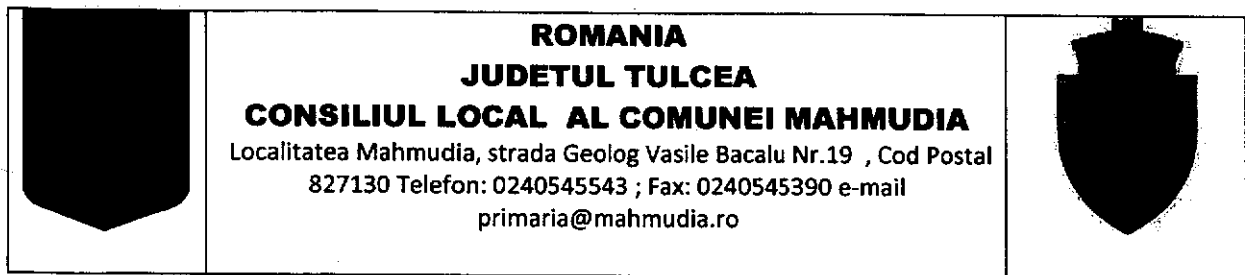 ROMANIA
JUDETUL TULCEA
CONSILIUL LOCAL AL COMUNEI MAHMUDIA
Localitatea Mahmudia, strada Geolog Vasile Bacalu Nr.19 , Cod Postal
827130 Telefon: 0240545543 ; Fax: 0240545390 e-mail
primaria@mahmudia.ro